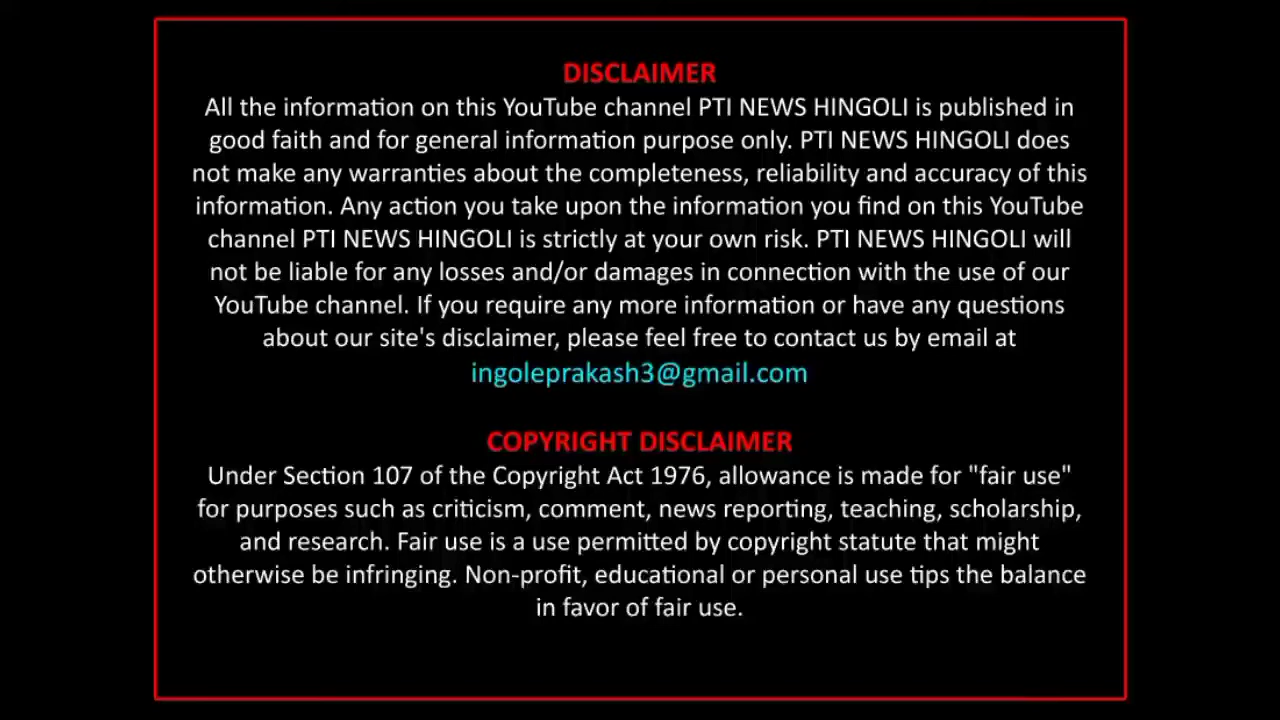 DISCLAIMER
All the information on this YouTube channel PTI NEWS HINGOLI is published in
good faith and for general information purpose only. PTI NEWS HINGOLI does
not make any warranties about the completeness, reliability and accuracy of this
information. Any action you take upon the information you find on this YouTube
channel PTI NEWS HINGOLI is strictly at your own risk. PTI NEWS HINGOLI will
not be liable for any losses and/or damages in connection with the use of our
YouTube channel. If you require any more information or have any questions
about our site's disclaimer, please feel free to contact us by email at
ingoleprakash3@gmail.com
COPYRIGHT DISCLAIMER
Under Section 107 of the Copyright Act 1976, allowance is made for "fair use"
for purposes such as criticism, comment, news reporting, teaching, scholarship,
and research. Fair use is a use permitted by copyright statute that might
otherwise be infringing. Non-profit, educational or personal use tips the balance
in favor of fair use.